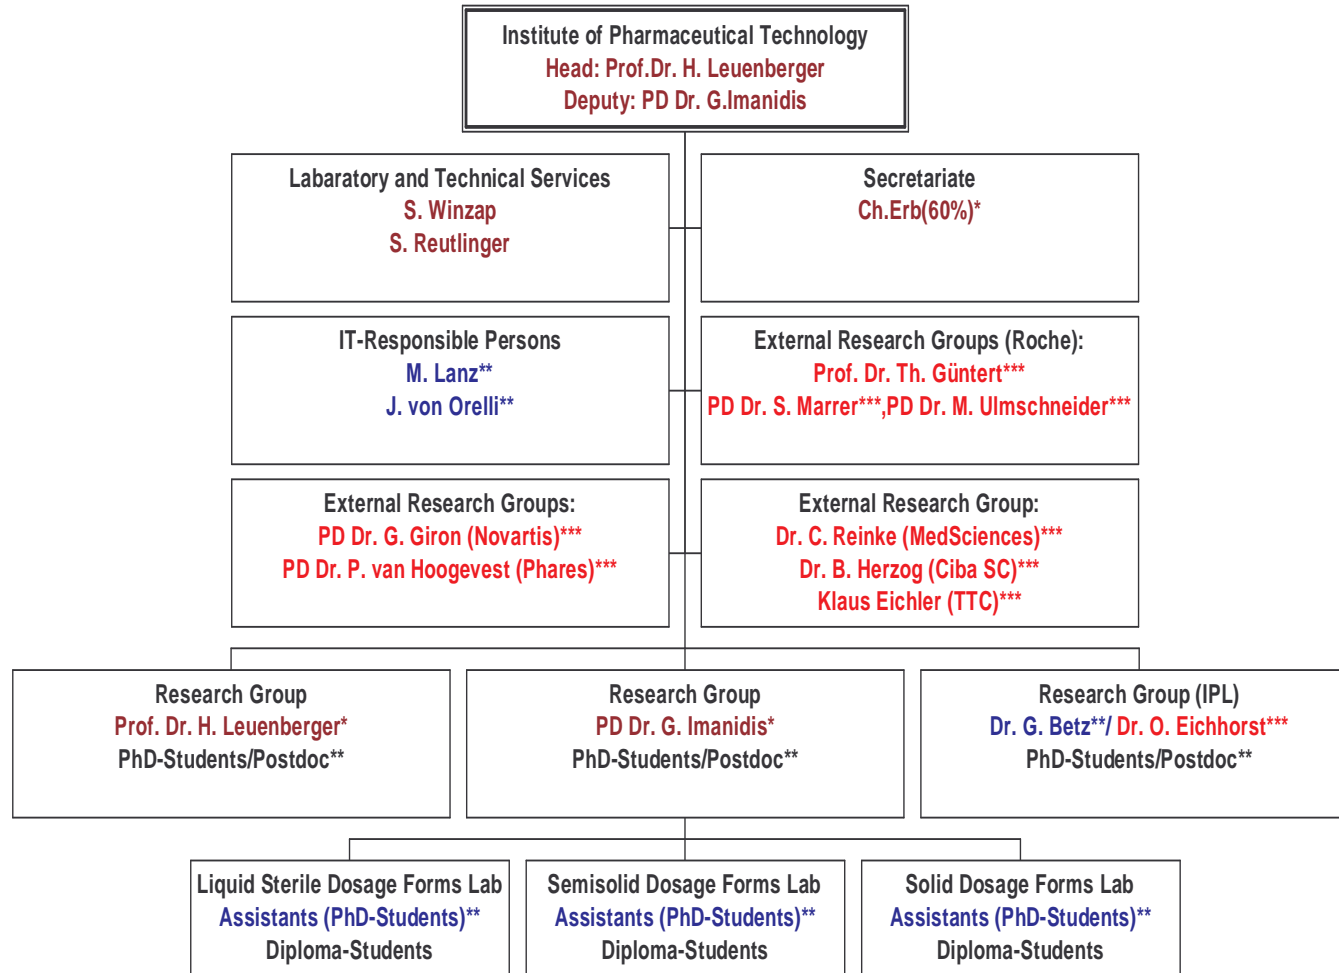 Institute of Pharmaceutical Technology
Head: Prof.Dr. H. Leuenberger
Deputy: PD Dr. G.Imanidis
Labaratory and Technical Services
S. Winzap
S. Reutlinger
Secretariate
Ch.Erb(60%)*
IT-Responsible Persons
M. Lanz**
J. von Orelli**
External Research Groups (Roche):
Prof. Dr. Th. Güntert***
PD Dr. S. Marrer***,PD Dr. M. Ulmschneider***
External Research Groups:
PD Dr. G. Giron (Novartis)***
PD Dr. P. van Hoogevest (Phares)***
External Research Group:
Dr. C. Reinke (MedSciences)***
Dr. B. Herzog (Ciba SC)***
Klaus Eichler (TTC)***
Research Group
Prof. Dr. H. Leuenberger*
PhD-Students/Postdoc**
Research Group
PD Dr. G. Imanidis*
PhD-Students/Postdoc**
Research Group (IPL)
Dr. G. Betz**/ Dr. O. Eichhorst***
PhD-Students/Postdoc**
Liquid Sterile Dosage Forms Lab
Assistants (PhD-Students)**
Diploma-Students
Semisolid Dosage Forms Lab
Assistants (PhD-Students)**
Diploma-Students
Solid Dosage Forms Lab
Assistants (PhD-Students)**
Diploma-Students